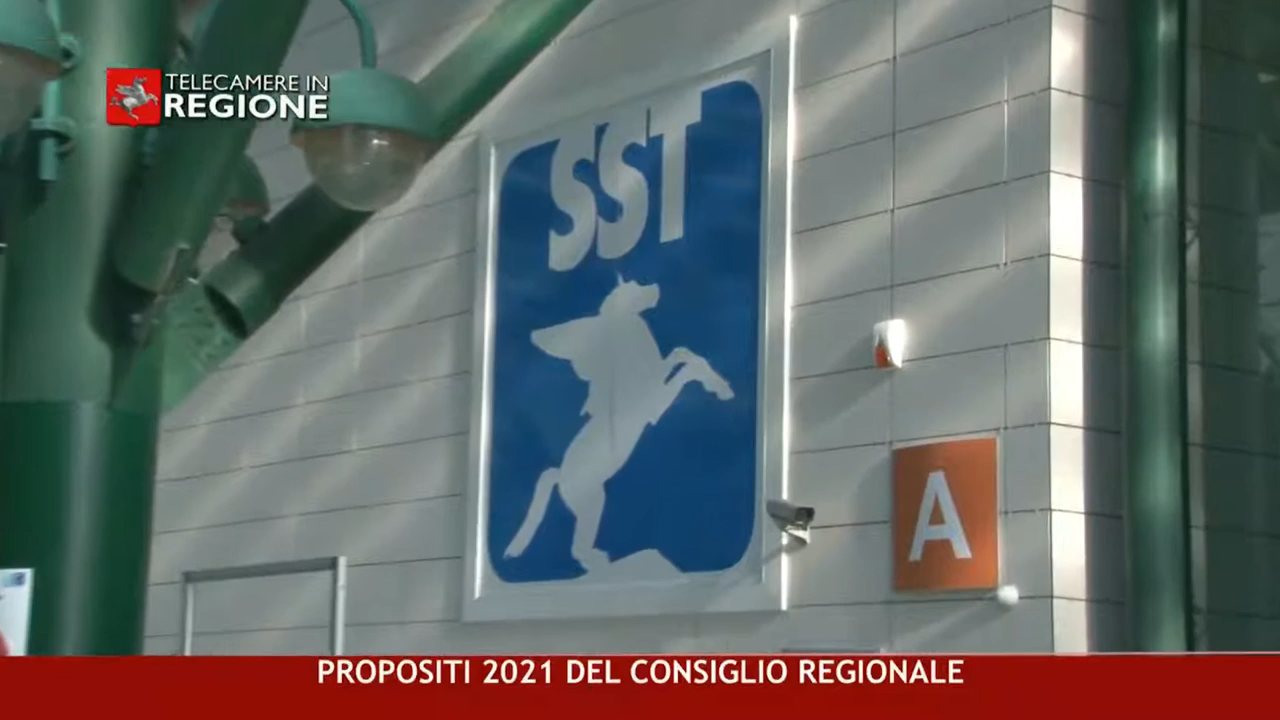 TELECAMERE IN
REGIONE
SST
A
PROPOSITI 2021 DEL CONSIGLIO REGIONALE